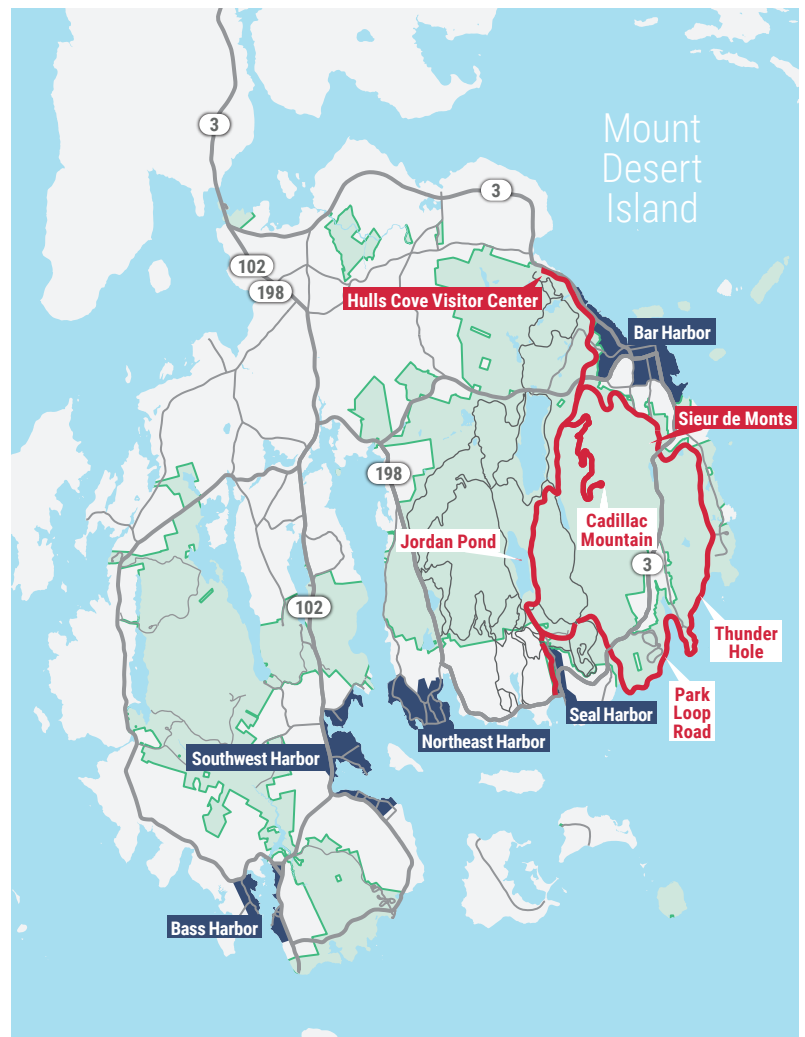 3
Mount
Desert
Island
3
102
198
Hulls Cove Visitor Center
Bar Harbor
Sieur de Monts
198
Cadillac
Mountain
Jordan Pond
3
102
Thunder
Hole
Park
Loop
Road
Seal Harbor
Northeast Harbor
Southwest Harbor
Bass Harbor